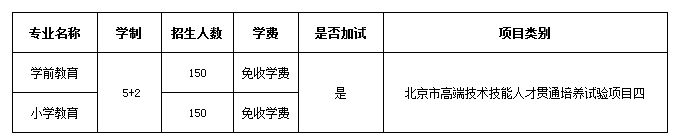 专业名称 学制 招生人数 学费 是否加试 项目类别
学前教育 5+2 150 免收学费 是 北京市高端技术技能人才贯通培养试验项目四
小学教育 150 免收学费